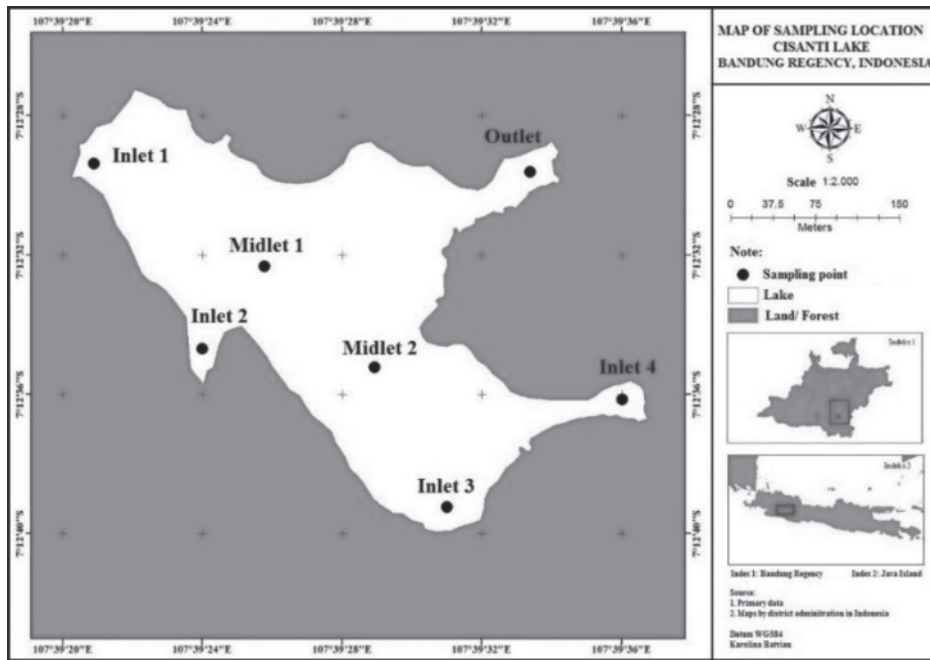 107°39'20"E 107°39'24"E 107°39'28"E 107°39'32"E 107°39'36"E
7°12'28"S
7°12'32"S
7°12'36"S
7°12'40"S
Inlet 1
Outlet
Midlet 1
Inlet 2
Midlet 2
Inlet 4
Inlet 3
7°12'28"S
7°12'32"S
7°12'36"S
7°12'40"S
107°39'20"E 107°39'24"E 107°39'28"E 107°39'32"E 107°39'36"E
MAP OF SAMPLING LOCATION
CISANTI LAKE
BANDUNG REGENCY, INDONESIA
N
W E
S
Scale 1:2.000
0 37.5 75 150
Meters
Note:
Sampling point
Lake
Land/ Forest
Index 1
Index 2
Index 1: Bandung Regency Index 2: Java Island
Source:
1. Primary data
2. Maps by district adminitration in Indonesia
Datum WGS84
Karolina Batvian